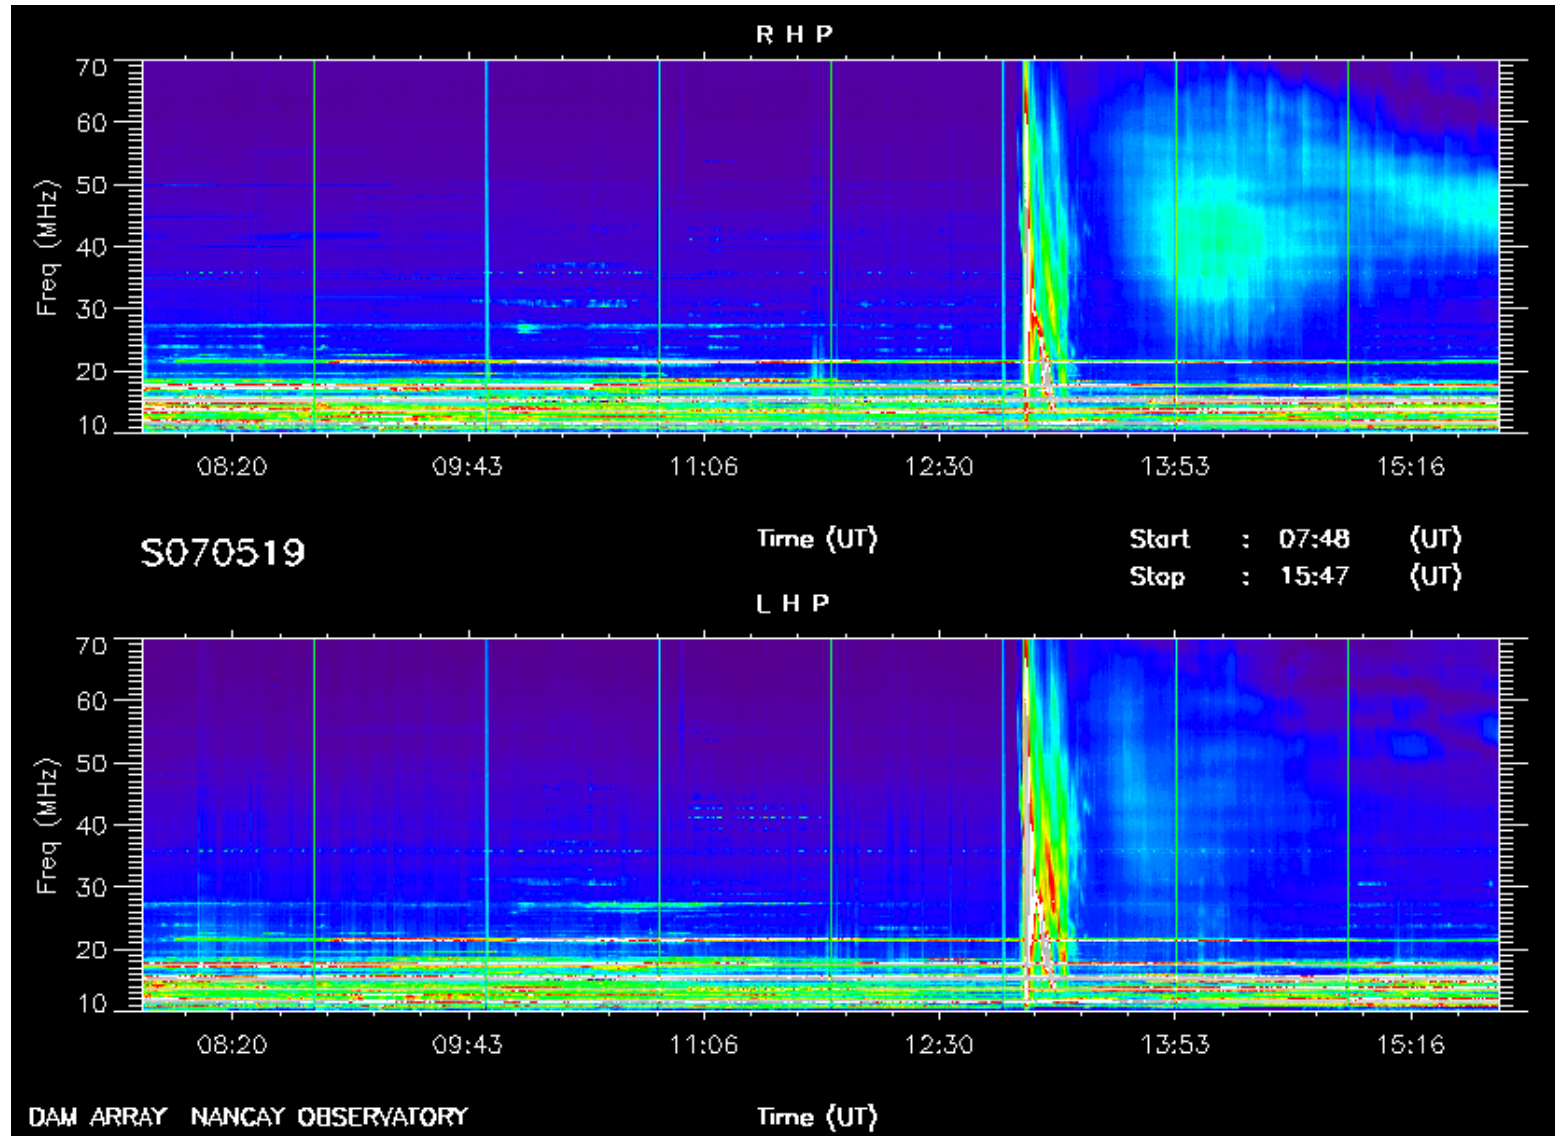 R H P
70
60
50
40
30
20
10
Freq (MHz)
08:20 09:43 11:06 12:30 13:53 15:16
Time (UT)
S070519
Start : 07:48 (UT)
Stop : 15:47 (UT)
L H P
70
60
50
40
30
20
10
Freq (MHz)
08:20 09:43 11:06 12:30 13:53 15:16
DAM ARRAY NANCAY OBSERVATORY
Time (UT)